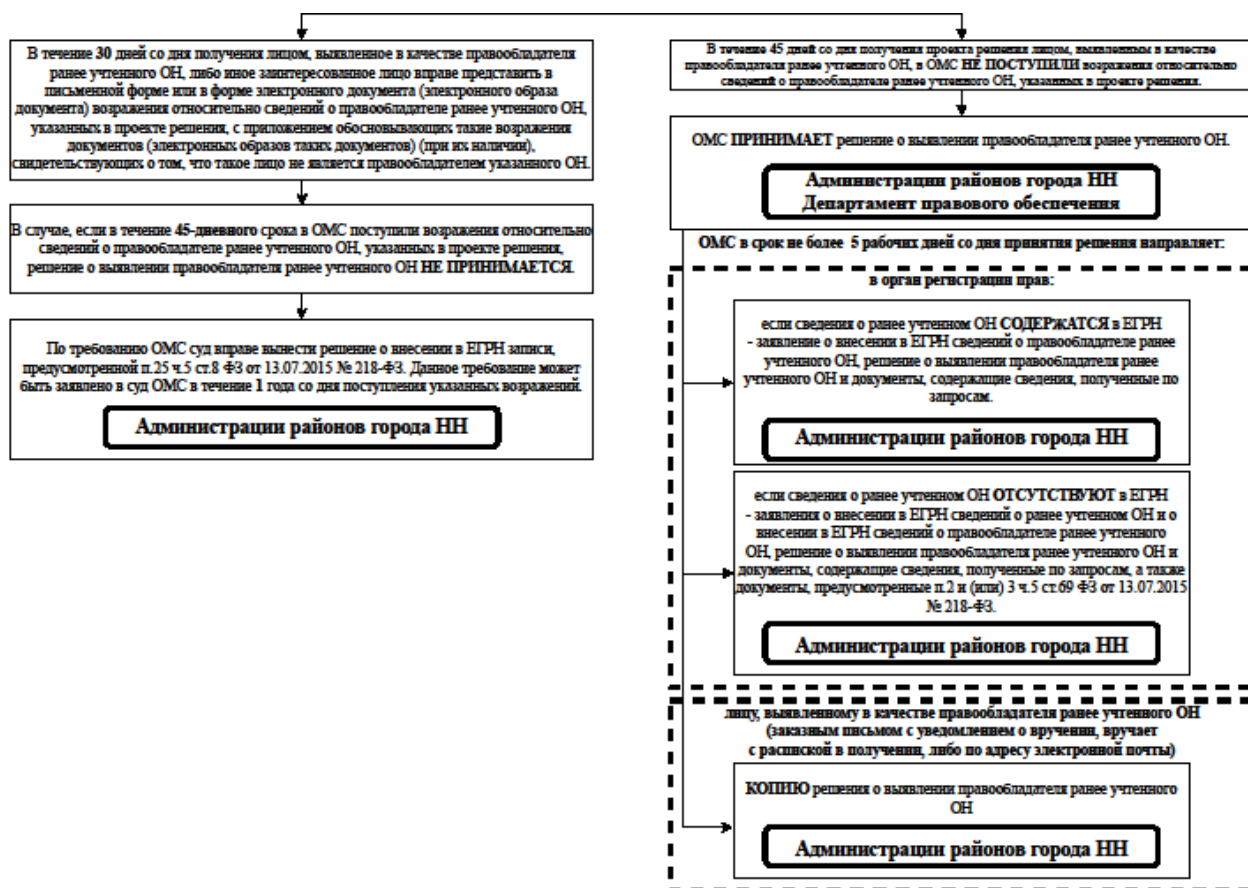 В течение 30 дней со дня получения лицом, выявленное в качестве правообладателя
ранее учтенного ОН, либо иное заинтересованное лицо вправе представить в
письменной форме или в форме электронного документа (электронного образа
документа) возражения относительно сведений о правообладателе ранее учтенного ОН,
указанных в проекте решения, с приложением обосновывающих такие возражения
документов (электронных образов таких документов) (при их наличии),
свидетельствующих о том, что такое лицо не является правообладателем указанного ОН.
В случае, если в течение 45-дневного срока в ОМС поступили возражения относительно
сведений о правообладателе ранее учтенного ОН, указанных в проекте решения,
решение о выявлении правообладателя ранее учтенного ОН НЕ ПРИНИМАЕТСЯ.
По требованию ОМС суд вправе вынести решение о внесении в ЕГРН записи,
предусмотренной п.25 ч.5 ст.8 ФЗ от 13.07.2015 № 218-ФЗ. Данное требование может
быть заявлено в суд ОМС в течение 1 года со дня поступления указанных возражений.
Администрации районов города НН
В течение 45 дней со дня получения проекта решения лицом, выявленным в качестве
правообладателя ранее учтенного ОН, в ОМС НЕ ПОСТУПИЛИ возражения относительно
сведений о правообладателе ранее учтенного ОН, указанных в проекте решения.
ОМС ПРИНИМАЕТ решение о выявлении правообладателя ранее учтенного ОН.
Администрации районов города НН
Департамент правового обеспечения
ОМС в срок не более 5 рабочих дней со дня принятия решения направляет:
в орган регистрации прав:
если сведения о ранее учтенном ОН СОДЕРЖАТСЯ в ЕГРН
- заявление о внесении в ЕГРН сведений о правообладателе ранее
учтенного ОН, решение о выявлении правообладателя ранее
учтенного ОН и документы, содержащие сведения, полученные по
запросам.
Администрации районов города НН
если сведения о ранее учтенном ОН ОТСУТСТВУЮТ в ЕГРН
- заявления о внесении в ЕГРН сведений о ранее учтенном ОН и о
внесении в ЕГРН сведений о правообладателе ранее учтенного
ОН, решение о выявлении правообладателя ранее учтенного ОН и
документы, содержащие сведения, полученные по запросам, а также
документы, предусмотренные п.2 и (или) 3 ч.5 ст.69 ФЗ от 13.07.2015
№ 218-ФЗ.
Администрации районов города НН
лицу, выявленному в качестве правообладателя ранее учтенного ОН
(заказным письмом с уведомлением о вручении, вручает
с распиской в получении, либо по адресу электронной почты)
КОПИЮ решения о выявлении правообладателя ранее учтенного
ОН
Администрации районов города НН